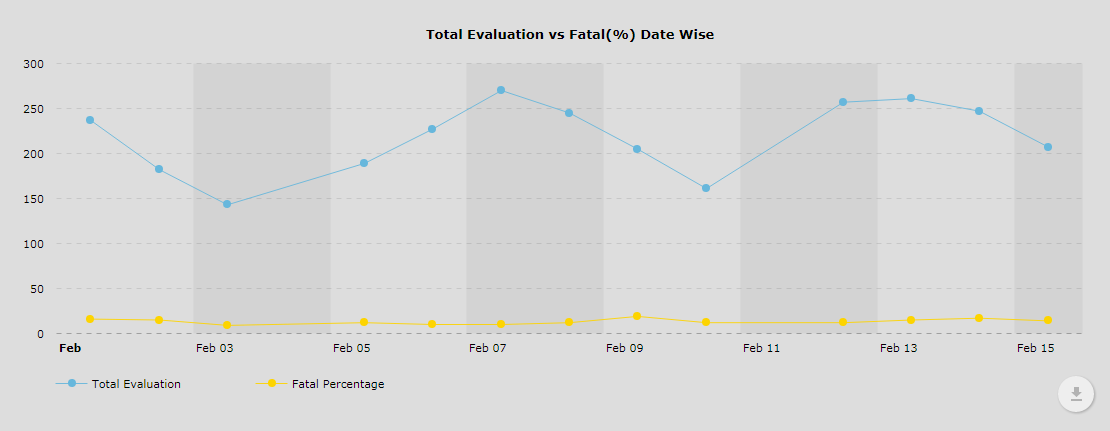 Total Evaluation vs Fatal(%) Date Wise
300
250
200
150
100
50
0
Feb Feb 03 Feb 05 Feb 07 Feb 09 Feb 11 Feb 13 Feb 15
Total Evaluation Fatal Percentage